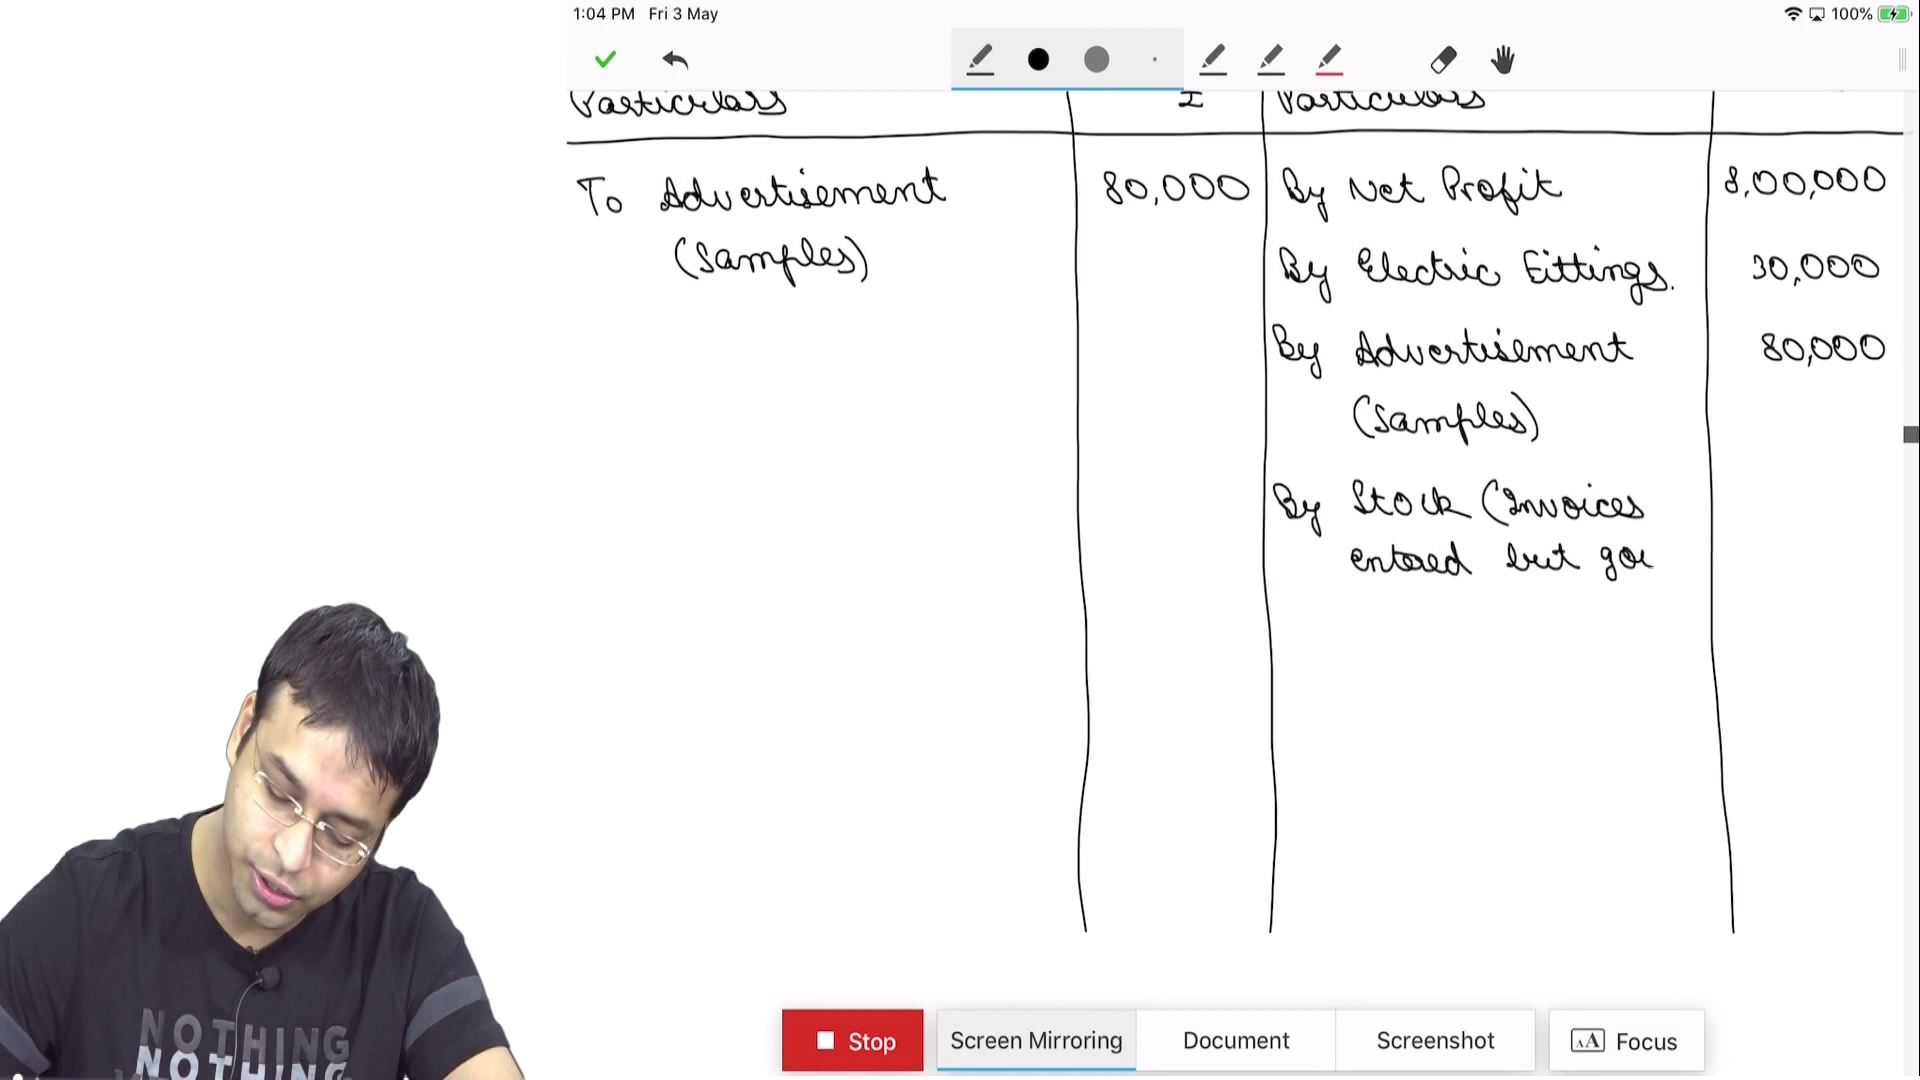 1:04 PM Fri 3 May
100%
Particulars Particulars
To Advertisement 80,000 By Net Profit 8,00,000
(Samples) By Electric Fittings. 30,000
By Advertisement 80,000
(Samples)
By Stock (Invoices
entered but goo
NOTHING
NOTHING
Stop Screen Mirroring Document Screenshot AA Focus